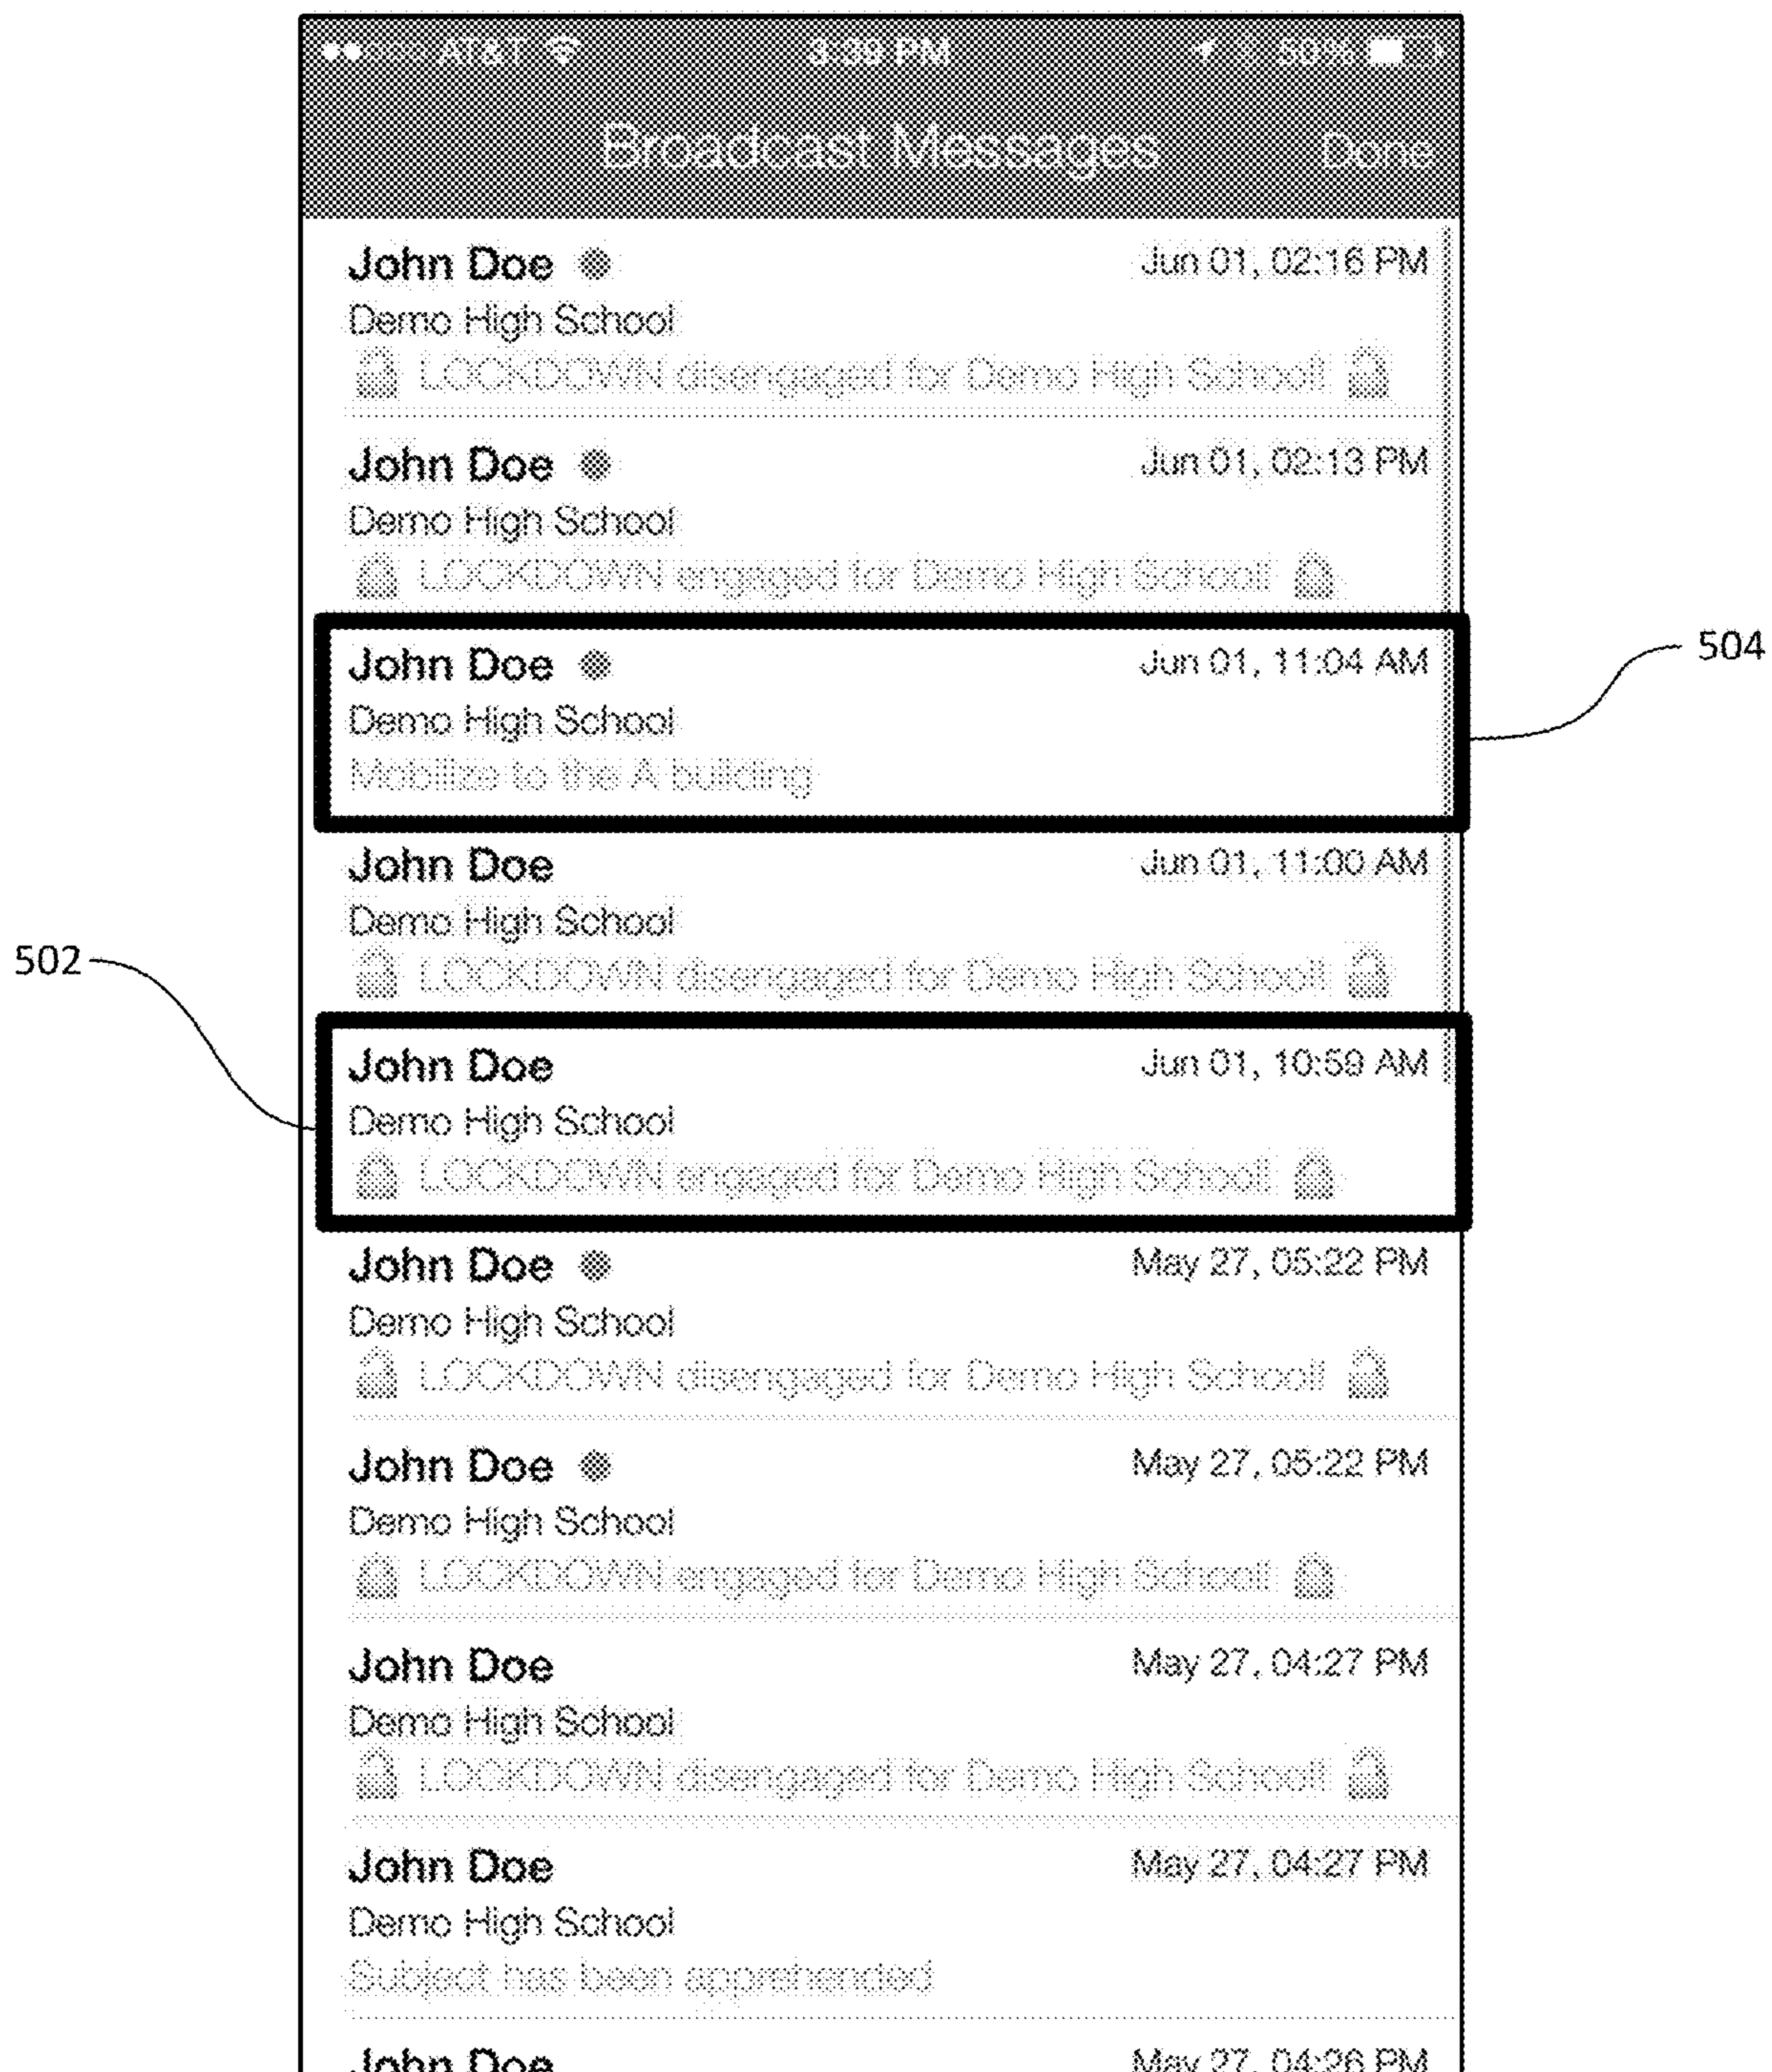 AT&T 3:39 PM 50%
Broadcast Messages Done
John Doe Jun 01, 02:16 PM
Demo High School
LOCKDOWN disengaged for Demo High School!
John Doe Jun 01, 02:13 PM
Demo High School
LOCKDOWN engaged for Demo High School!
504
John Doe Jun 01, 11:04 AM
Demo High School
Mobilize to the A building
John Doe Jun 01, 11:00 AM
Demo High School
502
LOCKDOWN disengaged for Demo High School!
John Doe Jun 01, 10:59 AM
Demo High School
LOCKDOWN engaged for Demo High School!
John Doe May 27, 05:22 PM
Demo High School
LOCKDOWN disengaged for Demo High School!
John Doe May 27, 05:22 PM
Demo High School
LOCKDOWN engaged for Demo High School!
John Doe May 27, 04:27 PM
Demo High School
LOCKDOWN disengaged for Demo High School!
John Doe May 27, 04:27 PM
Demo High School
Subject has been apprehended
John Doe May 27, 04:26 PM